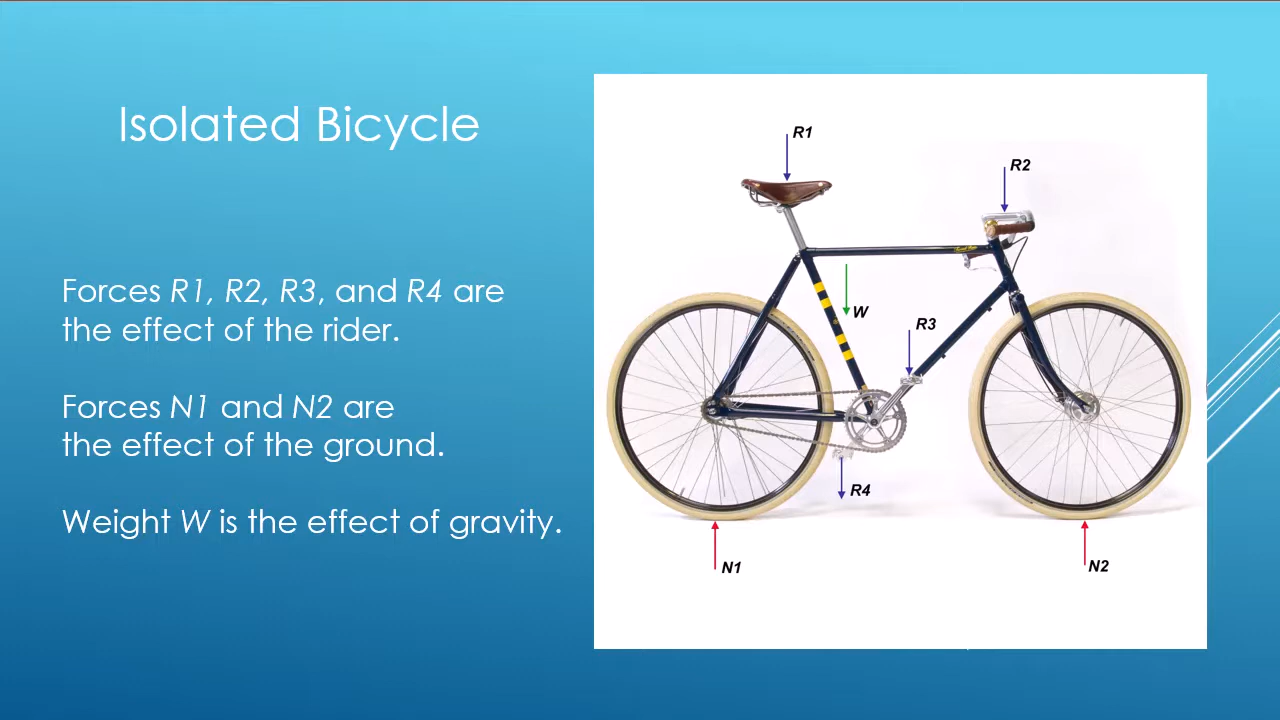 Isolated Bicycle
Forces R1, R2, R3, and R4 are
the effect of the rider.
Forces N1 and N2 are
the effect of the ground.
Weight W is the effect of gravity.
R1
R2
W
R3
R4
N1
N2